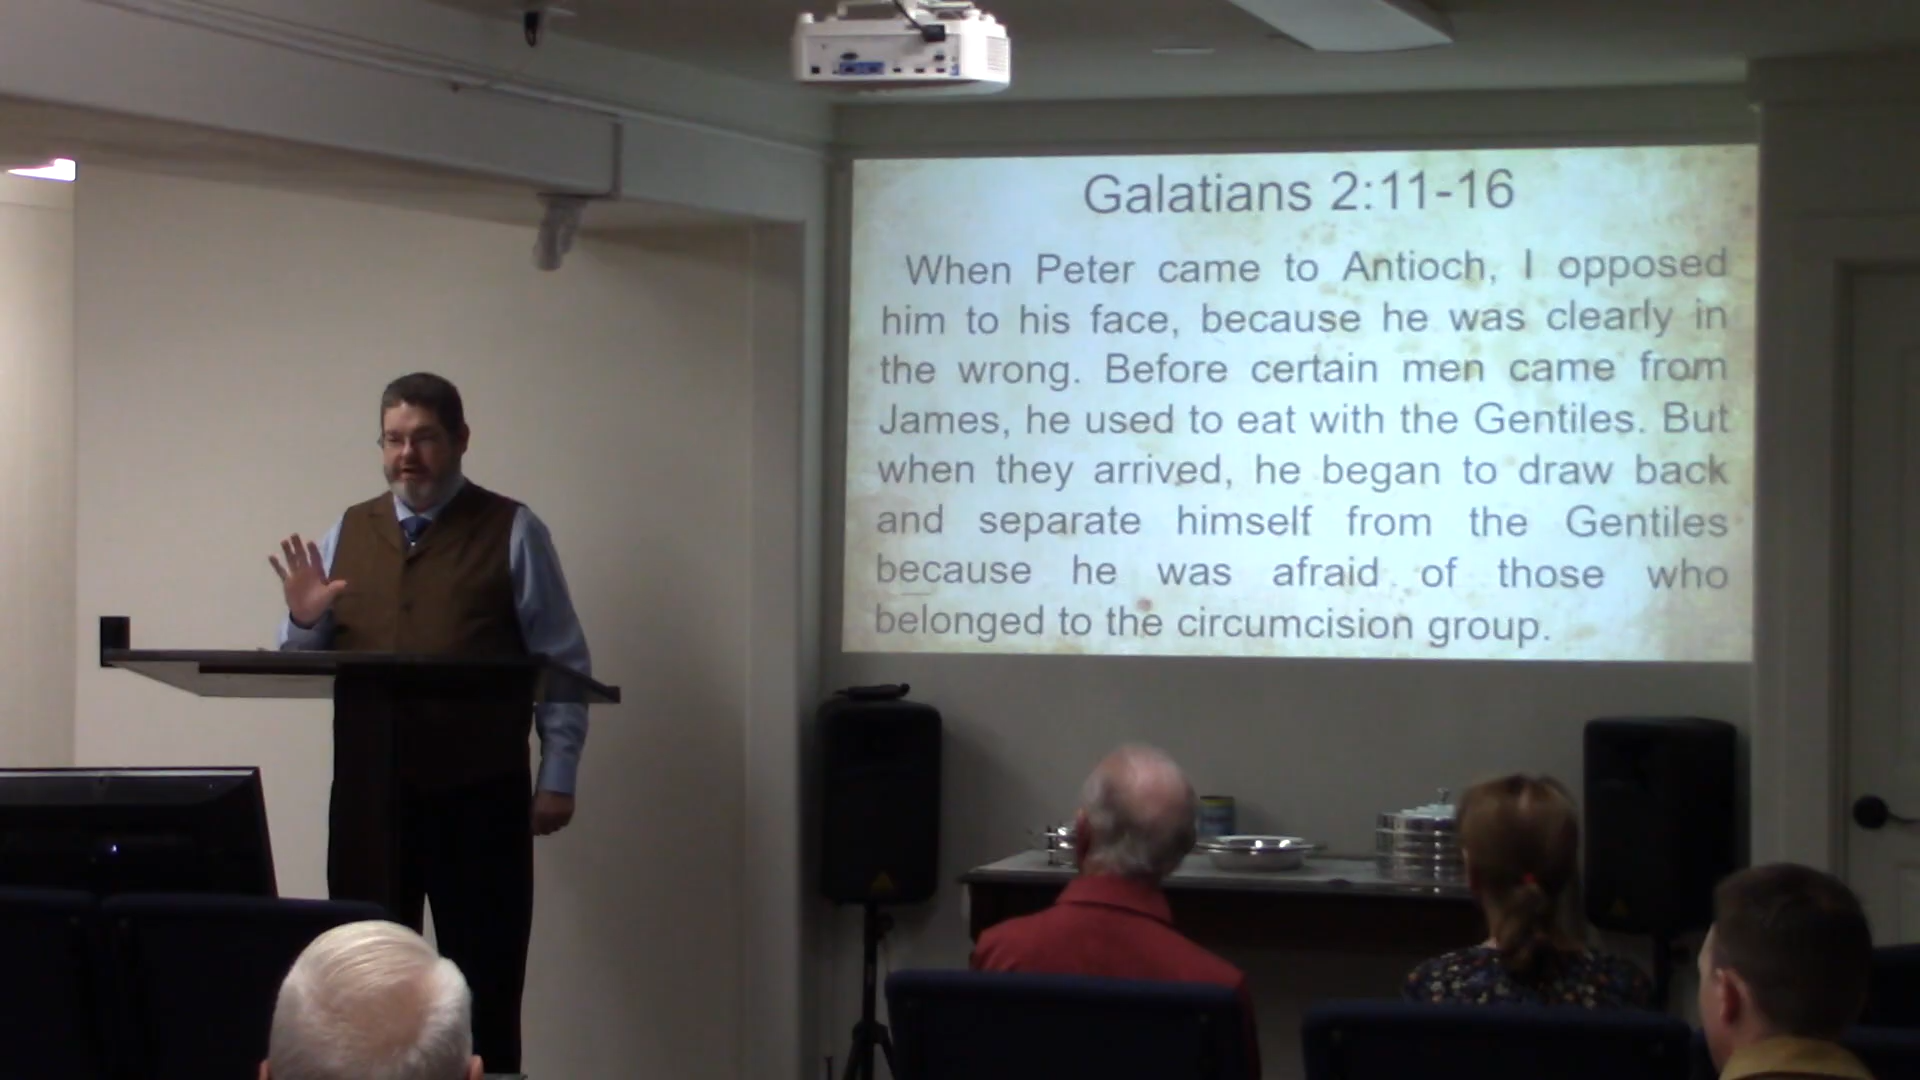 Galatians 2:11-16
When Peter came to Antioch, I opposed
him to his face, because he was clearly in
the wrong. Before certain men came from
James, he used to eat with the Gentiles. But
when they arrived, he began to draw back
and separate himself from the Gentiles
because he was afraid of those who
belonged to the circumcision group.